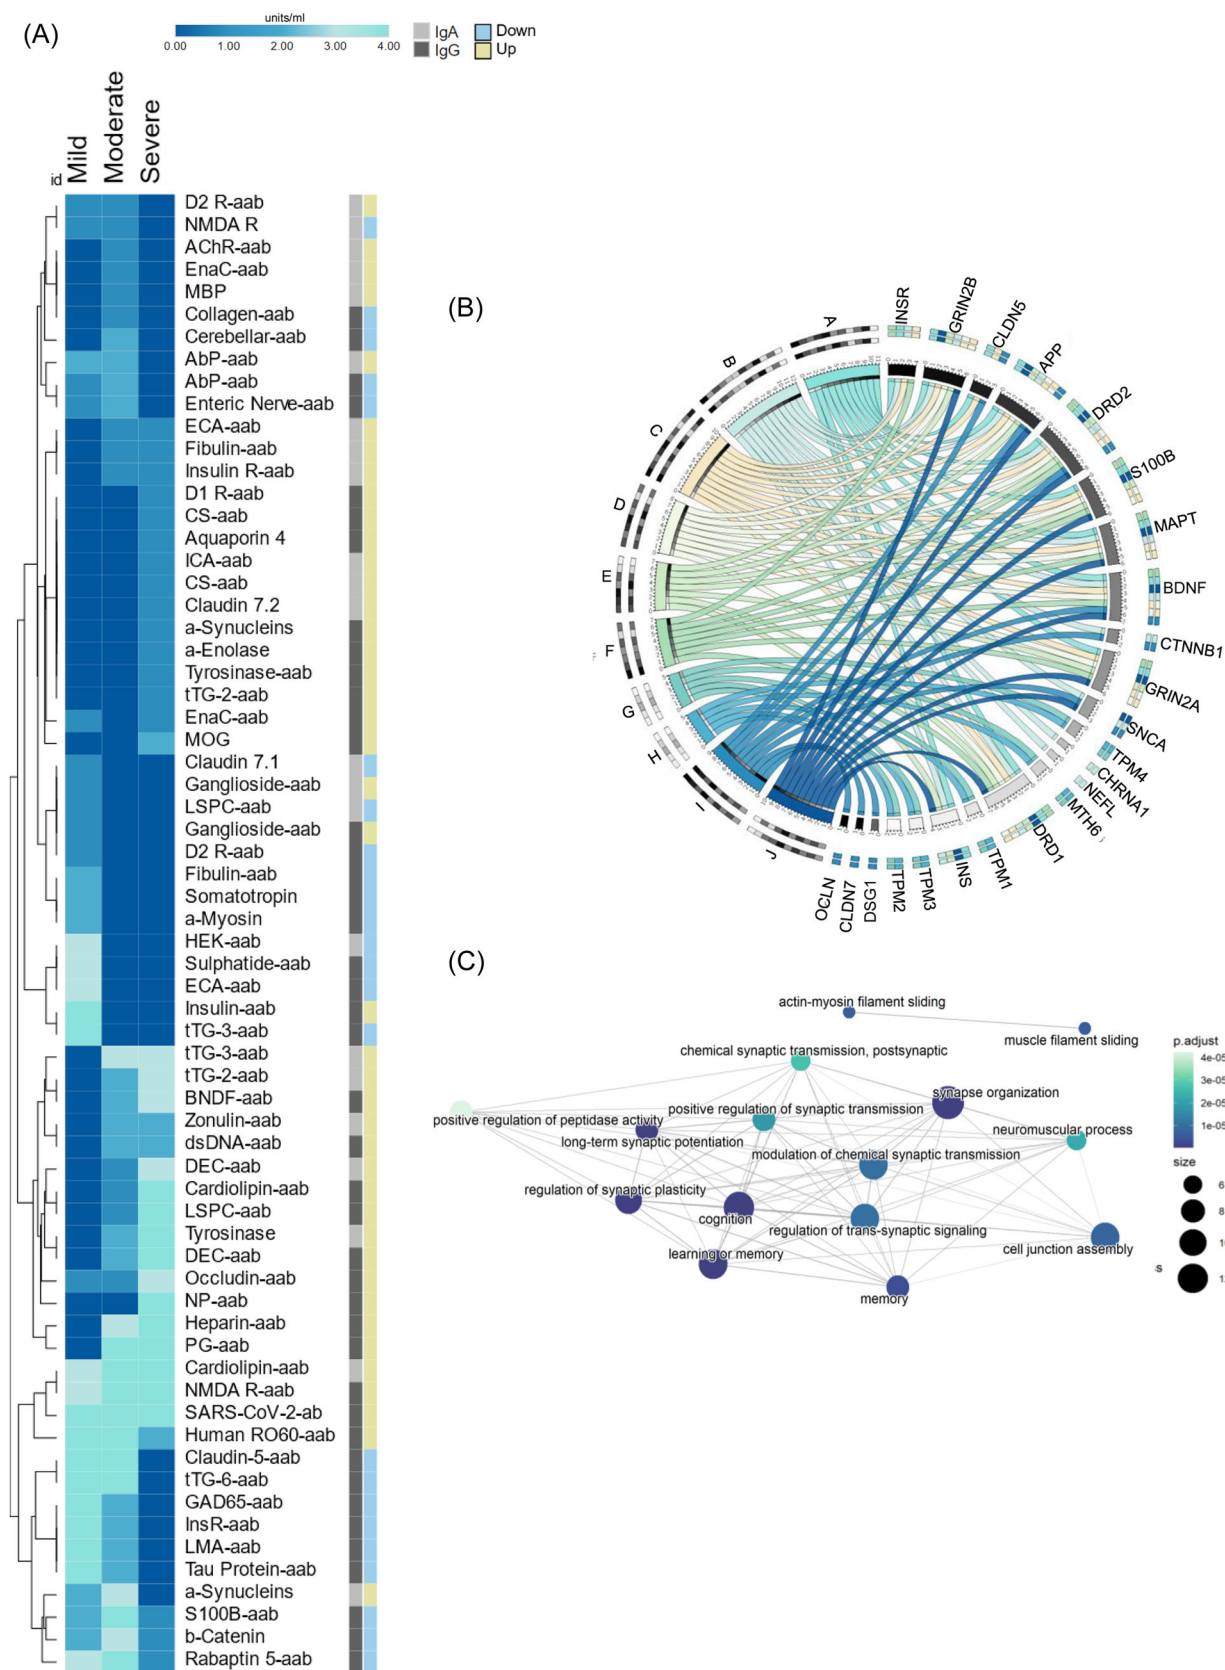 (A)
units/ml
0.00 1.00 2.00 3.00 4.00
IgA Down
IgG Up
id Mild Moderate Severe
D2 R-aab
NMDA R
AChR-aab
EnaC-aab
MBP
Collagen-aab
Cerebellar-aab
AbP-aab
AbP-aab
Enteric Nerve-aab
ECA-aab
Fibulin-aab
Insulin R-aab
D1 R-aab
CS-aab
Aquaporin 4
ICA-aab
CS-aab
Claudin 7.2
a-Synucleins
a-Enolase
Tyrosinase-aab
tTG-2-aab
EnaC-aab
MOG
Claudin 7.1
Ganglioside-aab
LSPC-aab
Ganglioside-aab
D2 R-aab
Fibulin-aab
Somatotropin
a-Myosin
HEK-aab
Sulphatide-aab
ECA-aab
Insulin-aab
tTG-3-aab
tTG-3-aab
tTG-2-aab
BNDF-aab
Zonulin-aab
dsDNA-aab
DEC-aab
Cardiolipin-aab
LSPC-aab
Tyrosinase
DEC-aab
Occludin-aab
NP-aab
Heparin-aab
PG-aab
Cardiolipin-aab
NMDA R-aab
SARS-CoV-2-ab
Human RO60-aab
Claudin-5-aab
tTG-6-aab
GAD65-aab
InsR-aab
LMA-aab
Tau Protein-aab
a-Synucleins
S100B-aab
b-Catenin
Rabaptin 5-aab
(B)
A
B
C
D
E
F
G
H
I
J
INSR
GRIN2B
CLDN5
APP
DRD2
S100B
MAPT
BDNF
CTNNB1
GRIN2A
SNCA
TPM4
CHRNA1
NEFL
MTH6
DRD1
TPM1
INS
TPM3
TPM2
DSG1
CLDN7
OCLN
(C)
actin-myosin filament sliding
muscle filament sliding
chemical synaptic transmission, postsynaptic
synapse organization
positive regulation of synaptic transmission
positive regulation of peptidase activity
neuromuscular process
long-term synaptic potentiation
modulation of chemical synaptic transmission
regulation of synaptic plasticity
cognition
regulation of trans-synaptic signaling
cell junction assembly
learning or memory
memory
p.adjust
4e-05
3e-05
2e-05
1e-05
size
6
8